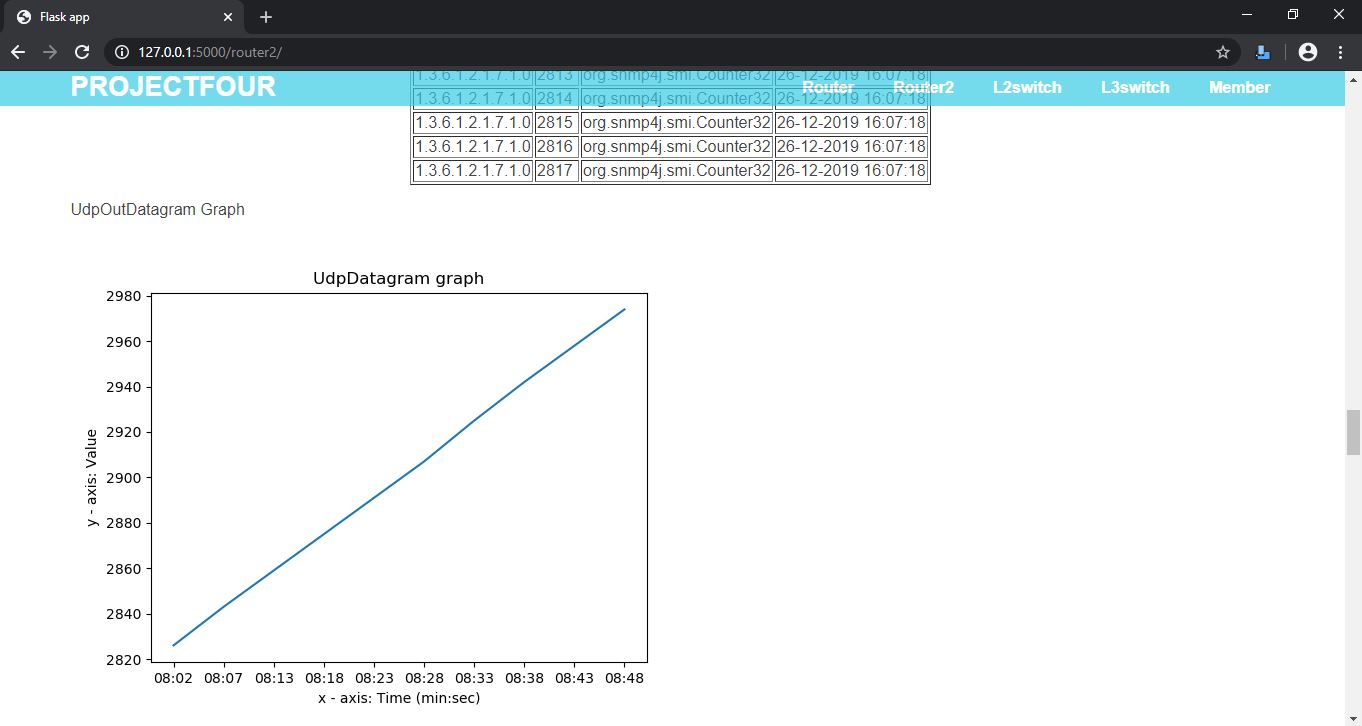 Flask app
127.0.0.1:5000/router2/
PROJECTFOUR Router Router2 L2switch L3switch Member
1.3.6.1.2.1.7.1.0 2813 org.snmp4j.smi.Counter32 26-12-2019 16:07:18
1.3.6.1.2.1.7.1.0 2814 org.snmp4j.smi.Counter32 26-12-2019 16:07:18
1.3.6.1.2.1.7.1.0 2815 org.snmp4j.smi.Counter32 26-12-2019 16:07:18
1.3.6.1.2.1.7.1.0 2816 org.snmp4j.smi.Counter32 26-12-2019 16:07:18
1.3.6.1.2.1.7.1.0 2817 org.snmp4j.smi.Counter32 26-12-2019 16:07:18
UdpOutDatagram Graph
UdpDatagram graph
2980
2960
2940
2920
2900
2880
2860
2840
2820
y - axis: Value
08:02 08:07 08:13 08:18 08:23 08:28 08:33 08:38 08:43 08:48
x - axis: Time (min:sec)